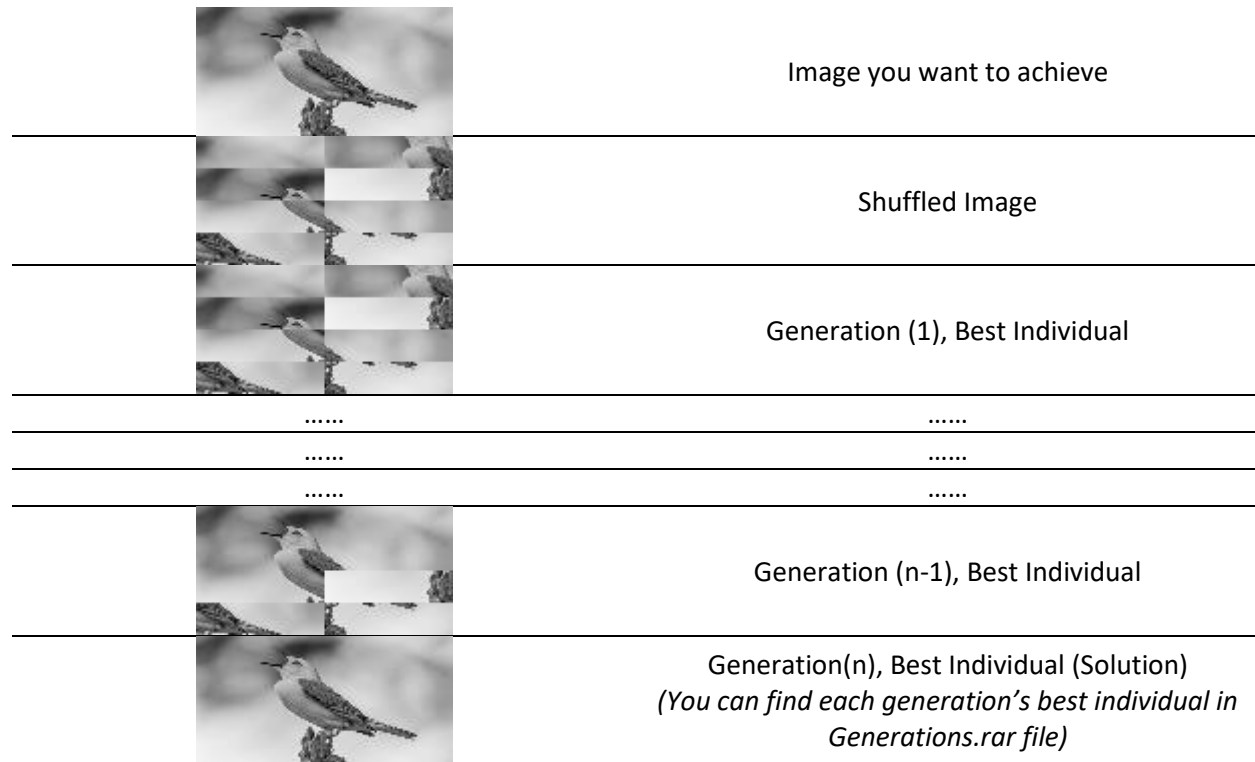 Image you want to achieve
Shuffled Image
Generation (1), Best Individual
…… ……
…… ……
…… ……
Generation (n-1), Best Individual
Generation(n), Best Individual (Solution)
(You can find each generation’s best individual in
Generations.rar file)